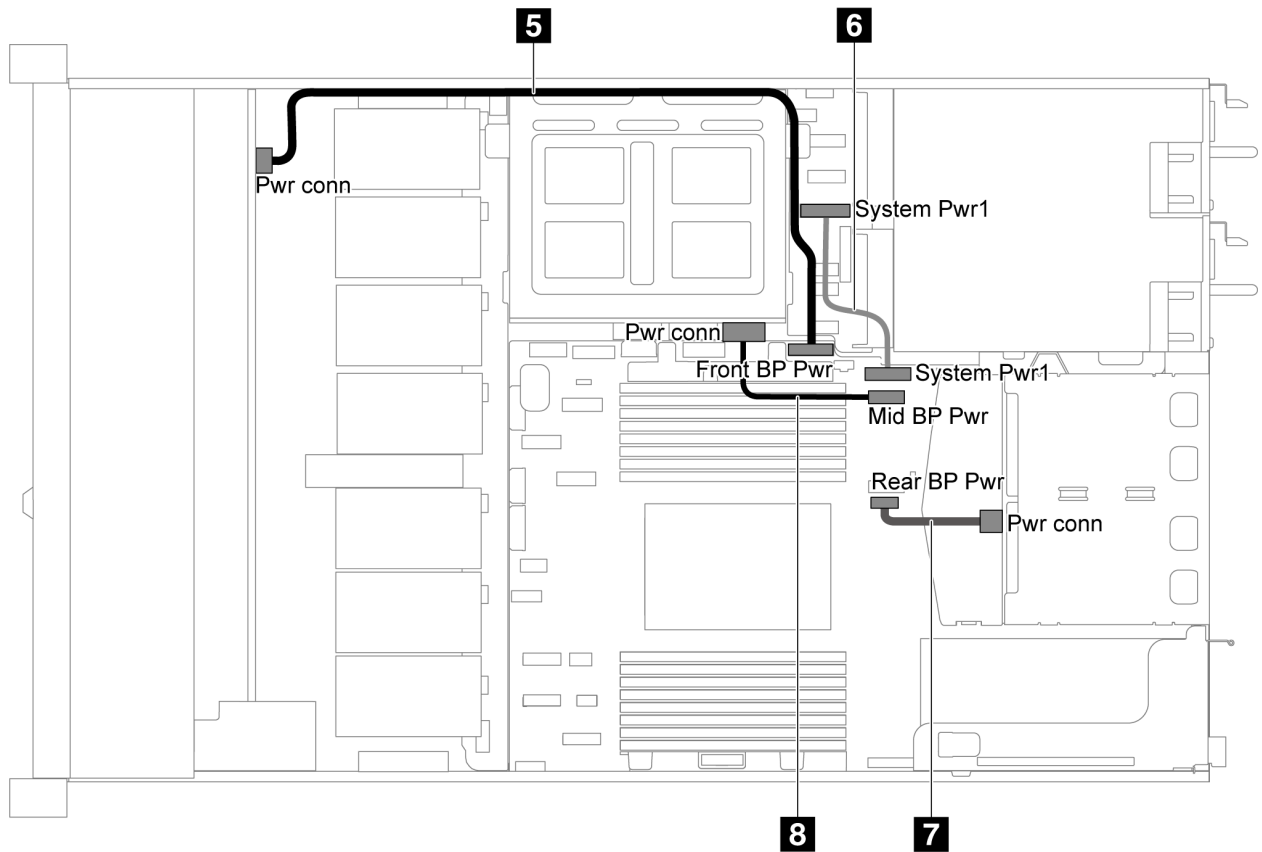 5
6
Pwr conn
System Pwr1
Pwr conn
Front BP Pwr
System Pwr1
Mid BP Pwr
Rear BP Pwr
Pwr conn
8
7